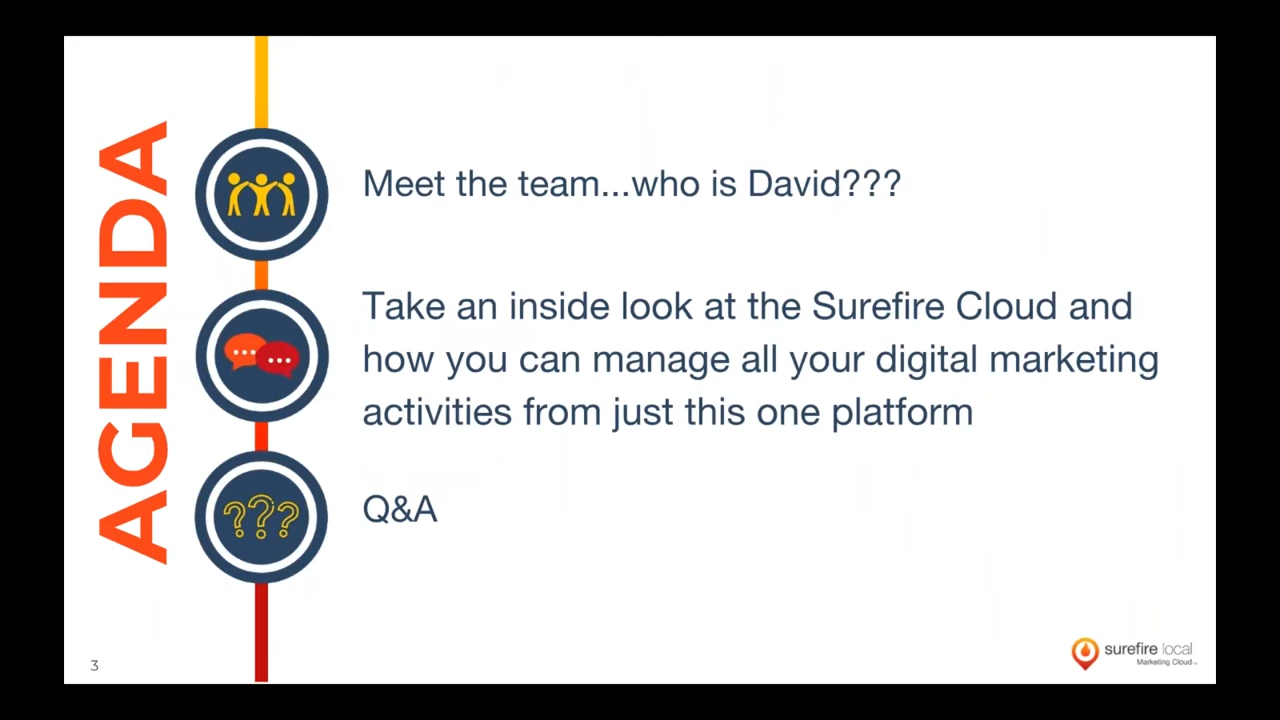 AGENDA
Meet the team...who is David???
Take an inside look at the Surefire Cloud and
how you can manage all your digital marketing
activities from just this one platform
???
Q&A
3
surefire local
Marketing Cloud™